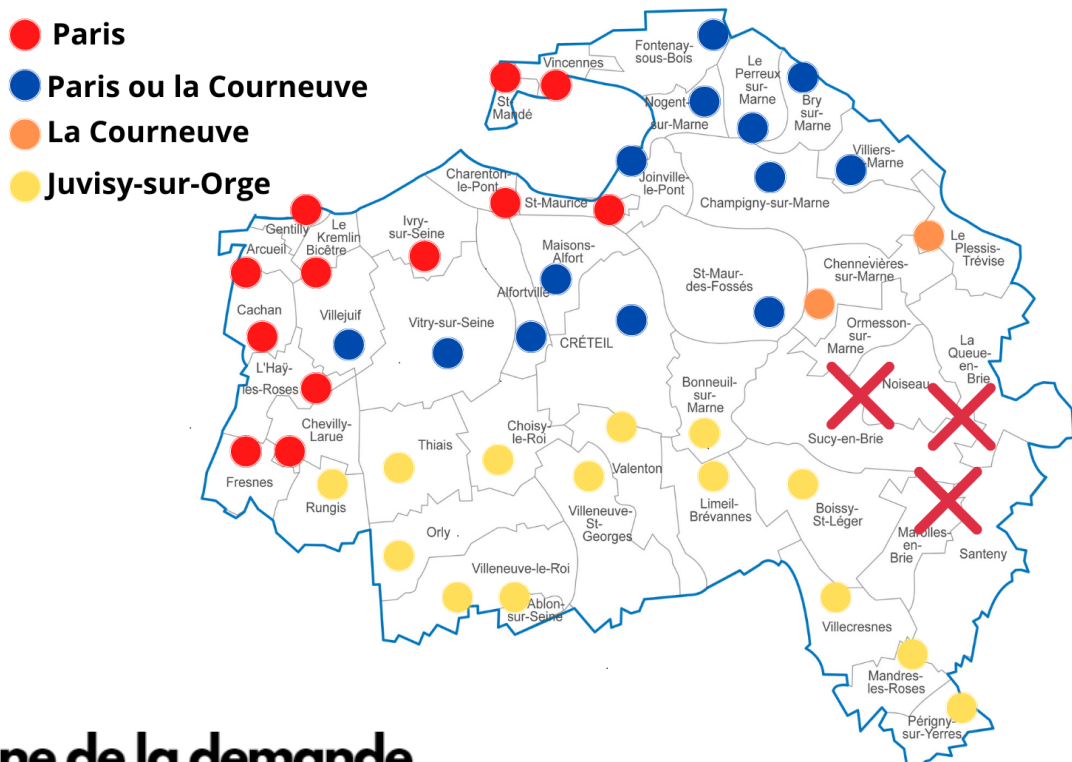 Paris
Paris ou la Courneuve
La Courneuve
Juvisy-sur-Orge
Fontenay-
sous-Bois
Vincennes
St-
Mandé
Le
Perreux
sur-
Marne
Bry
sur-
Marne
Nogent-
sur-Marne
Villiers-
Marne
Joinville-
le-Pont
Champigny-sur-Marne
Charenton-
le-Pont
St-Maurice
Gentilly
Le
Kremlin
Bicêtre
Ivry-
sur-Seine
Arcueil
Maisons-
Alfort
Le
Plessis-
Trévise
Chennevières-
sur-Marne
St-Maur-
des-Fossés
Alfortville
Cachan
Villejuif
Vitry-sur-Seine
CRÉTEIL
Ormesson-
sur-
Marne
La
Queue-
en-
Brie
L'Haÿ-
les-Roses
Bonneuil-
sur-
Marne
Noiseau
Chevilly-
Larue
Choisy-
le-Roi
Thiais
Sucy-en-Brie
Valenton
Fresnes
Rungis
Villeneuve-
St-
Georges
Limeil-
Brévannes
Boissy-
St-Léger
Marolles-
en-
Brie
Santeny
Orly
Villeneuve-le-Roi
Ablon-
sur-Seine
Villecresnes
Mandres-
les-Roses
Périgny-
sur-Yerres
ne de la demande